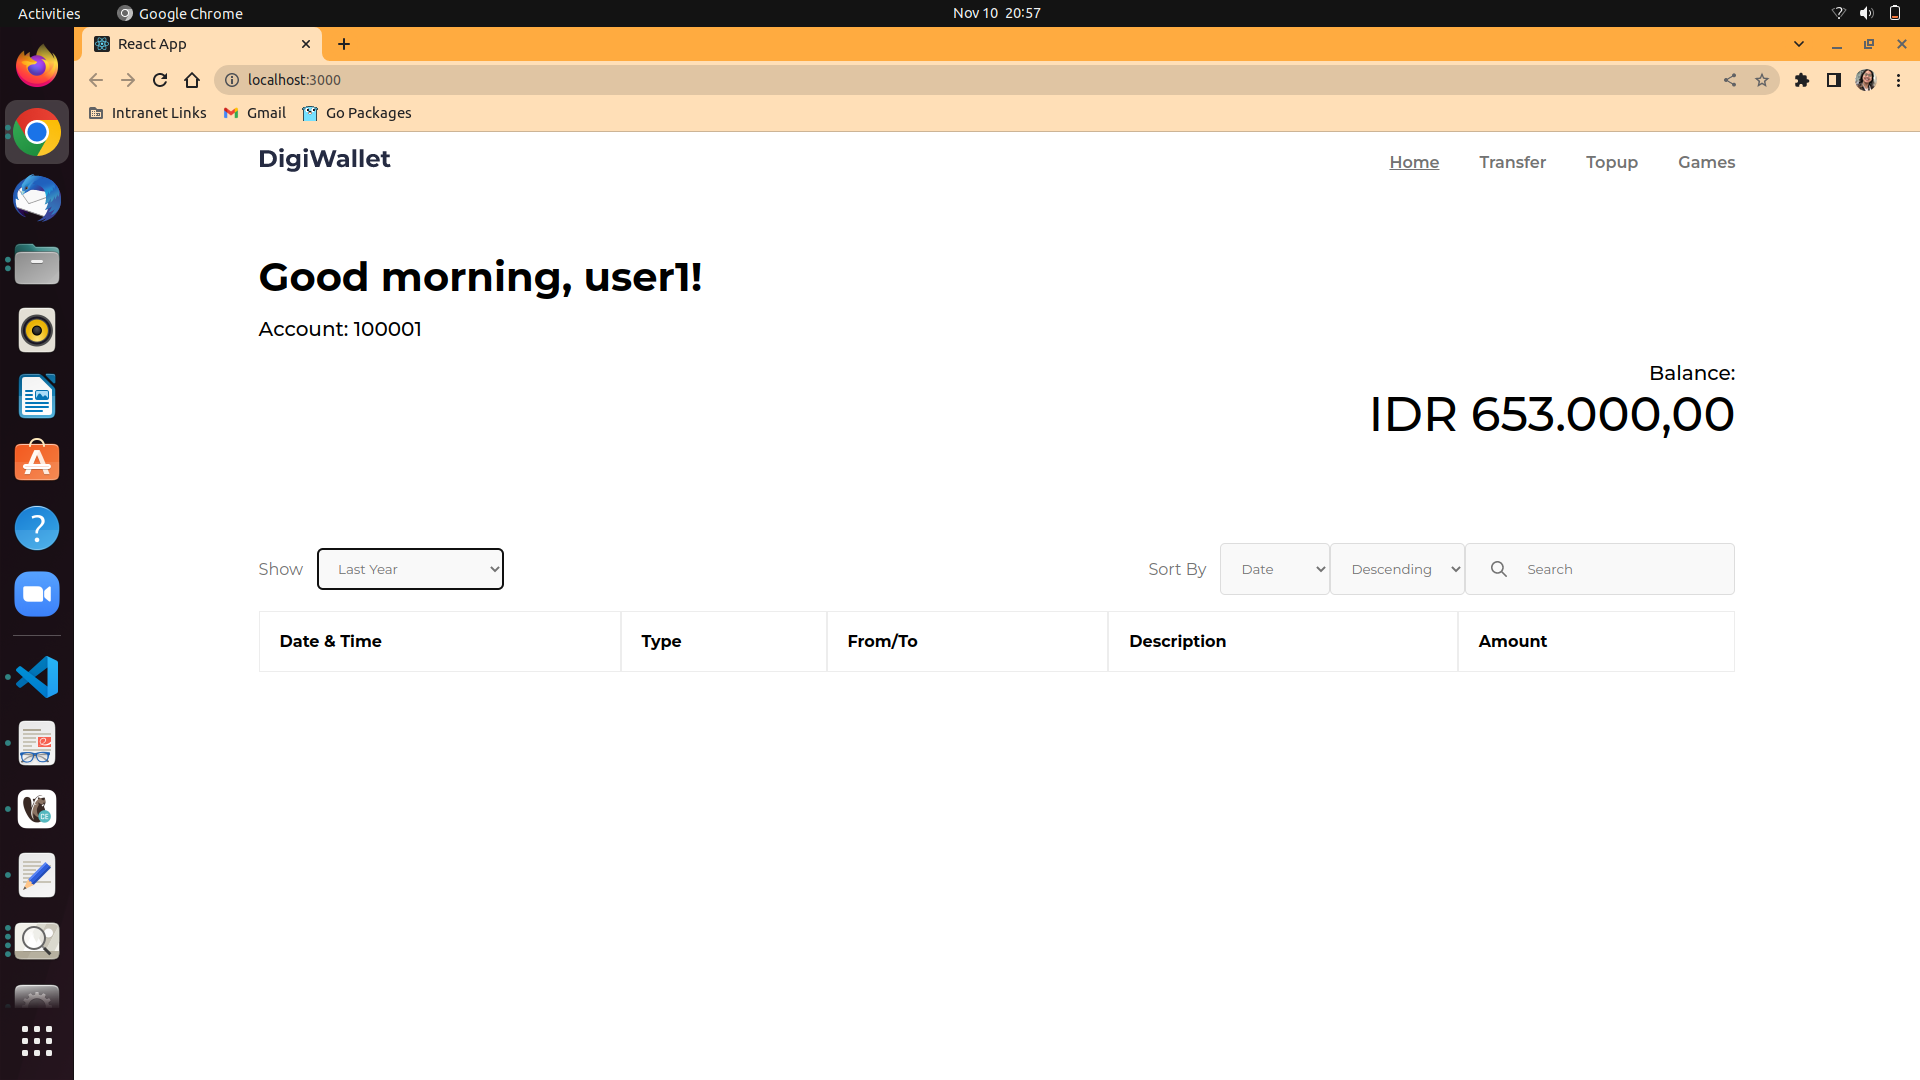 Activities Google Chrome Nov 10 20:57
React App
localhost:3000
Intranet Links Gmail Go Packages
DigiWallet Home Transfer Topup Games
Good morning, user1!
Account: 100001
Balance:
IDR 653.000,00
Show Last Year Sort By Date Descending Search
Date & Time Type From/To Description Amount